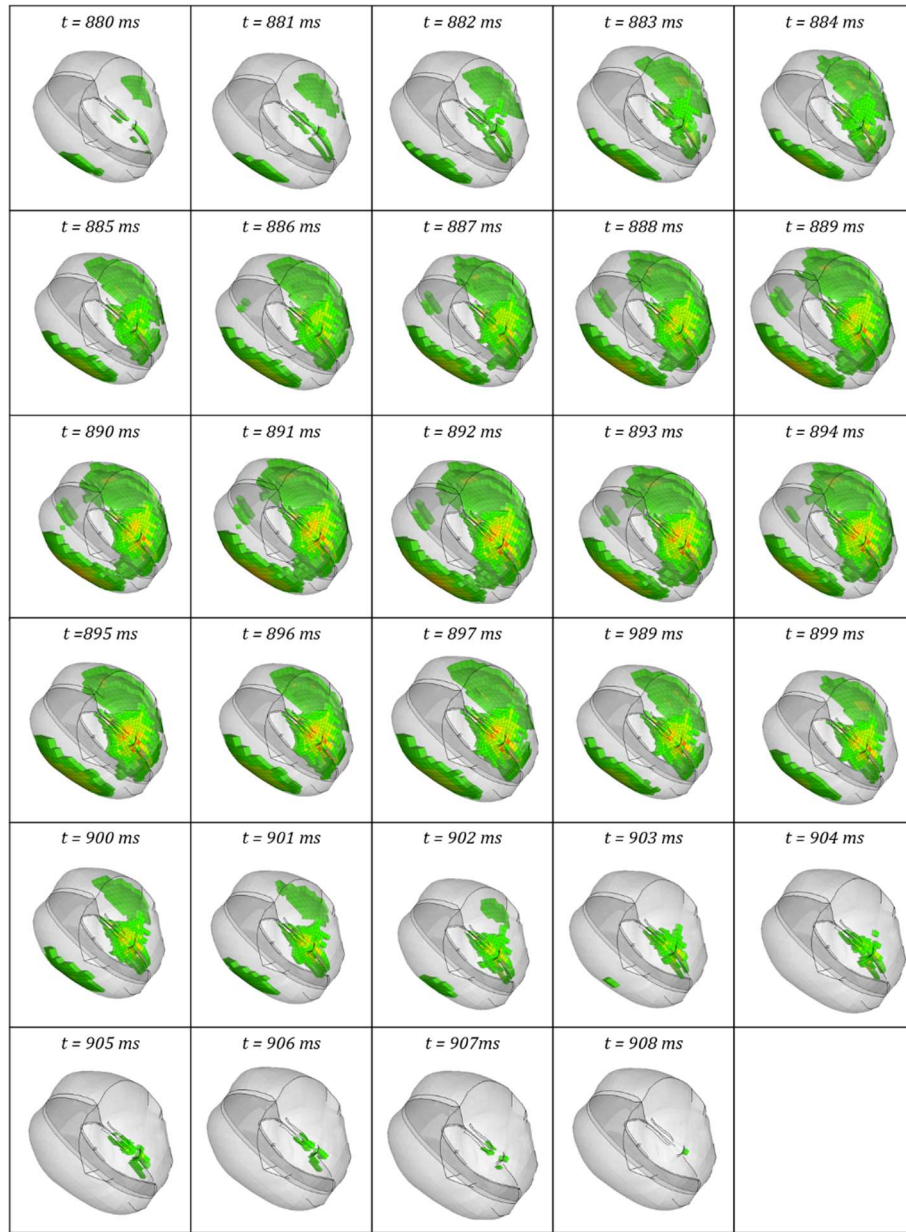 t = 880 ms
t = 881 ms
t = 882 ms
t = 883 ms
t = 884 ms
t = 885 ms
t = 886 ms
t = 887 ms
t = 888 ms
t = 889 ms
t = 890 ms
t = 891 ms
t = 892 ms
t = 893 ms
t = 894 ms
t =895 ms
t = 896 ms
t = 897 ms
t = 989 ms
t = 899 ms
t = 900 ms
t = 901 ms
t = 902 ms
t = 903 ms
t = 904 ms
t = 905 ms
t = 906 ms
t = 907ms
t = 908 ms